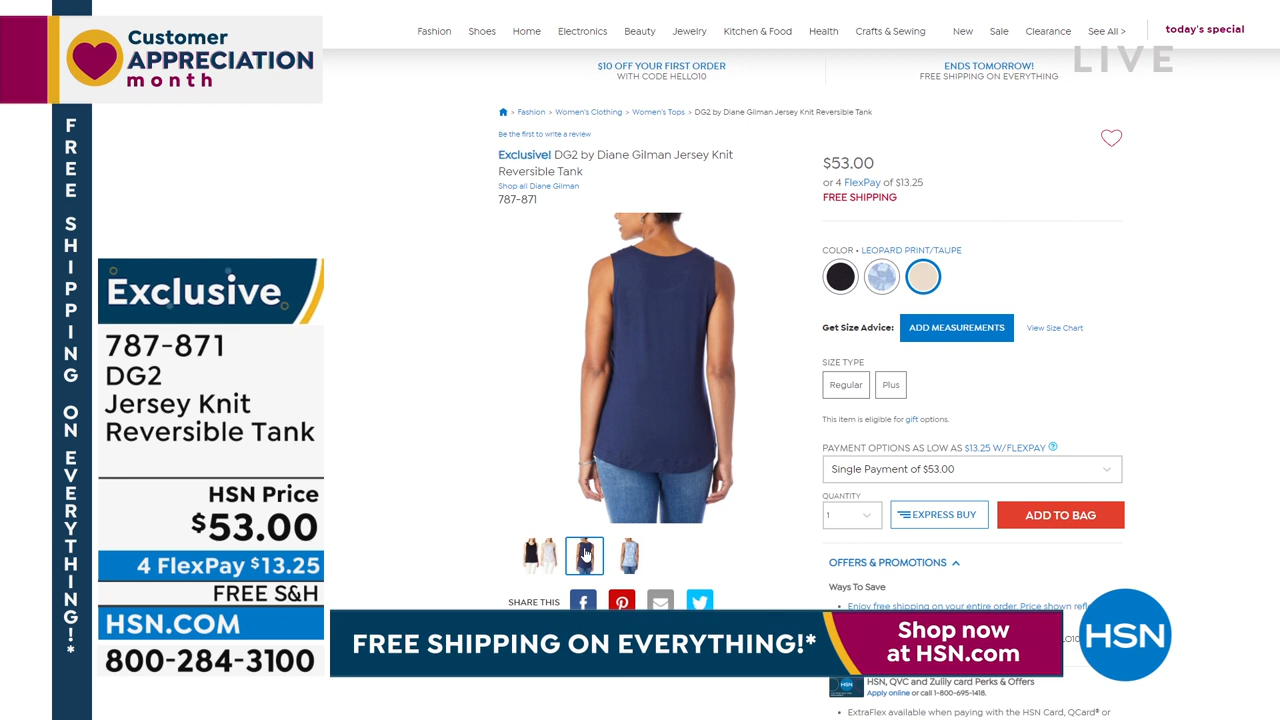 Customer
APPRECIATION
month
FREE SHIPPING ON EVERYTHING!*
Exclusive
787-871
DG2
Jersey Knit
Reversible Tank
HSN Price
$53.00
4 FlexPay $13.25
FREE S&H
HSN.COM
800-284-3100
Fashion Shoes Home Electronics Beauty Jewelry Kitchen & Food Health Crafts & Sewing New Sale Clearance See All > today's special
LIVE
$10 OFF YOUR FIRST ORDER
WITH CODE HELLO10
ENDS TOMORROW!
FREE SHIPPING ON EVERYTHING
> Fashion > Women's Clothing > Women's Tops > DG2 by Diane Gilman Jersey Knit Reversible Tank
Be the first to write a review
Exclusive! DG2 by Diane Gilman Jersey Knit
Reversible Tank
Shop all Diane Gilman
787-871
$53.00
or 4 FlexPay of $13.25
FREE SHIPPING
COLOR • LEOPARD PRINT/TAUPE
Get Size Advice: ADD MEASUREMENTS View Size Chart
SIZE TYPE
Regular Plus
This item is eligible for gift options.
PAYMENT OPTIONS AS LOW AS $13.25 W/FLEXPAY ?
Single Payment of $53.00
QUANTITY
1 EXPRESS BUY ADD TO BAG
OFFERS & PROMOTIONS
Ways To Save
• Enjoy free shipping on your entire order. Price shown
SHARE THIS
FREE SHIPPING ON EVERYTHING!*
Shop now
at HSN.com
HSN
HSN, QVC and Zuilly card Perks & Offers
Apply online or call 1-800-695-1418.
• ExtraFlex available when paying with the HSN Card, QCard® or